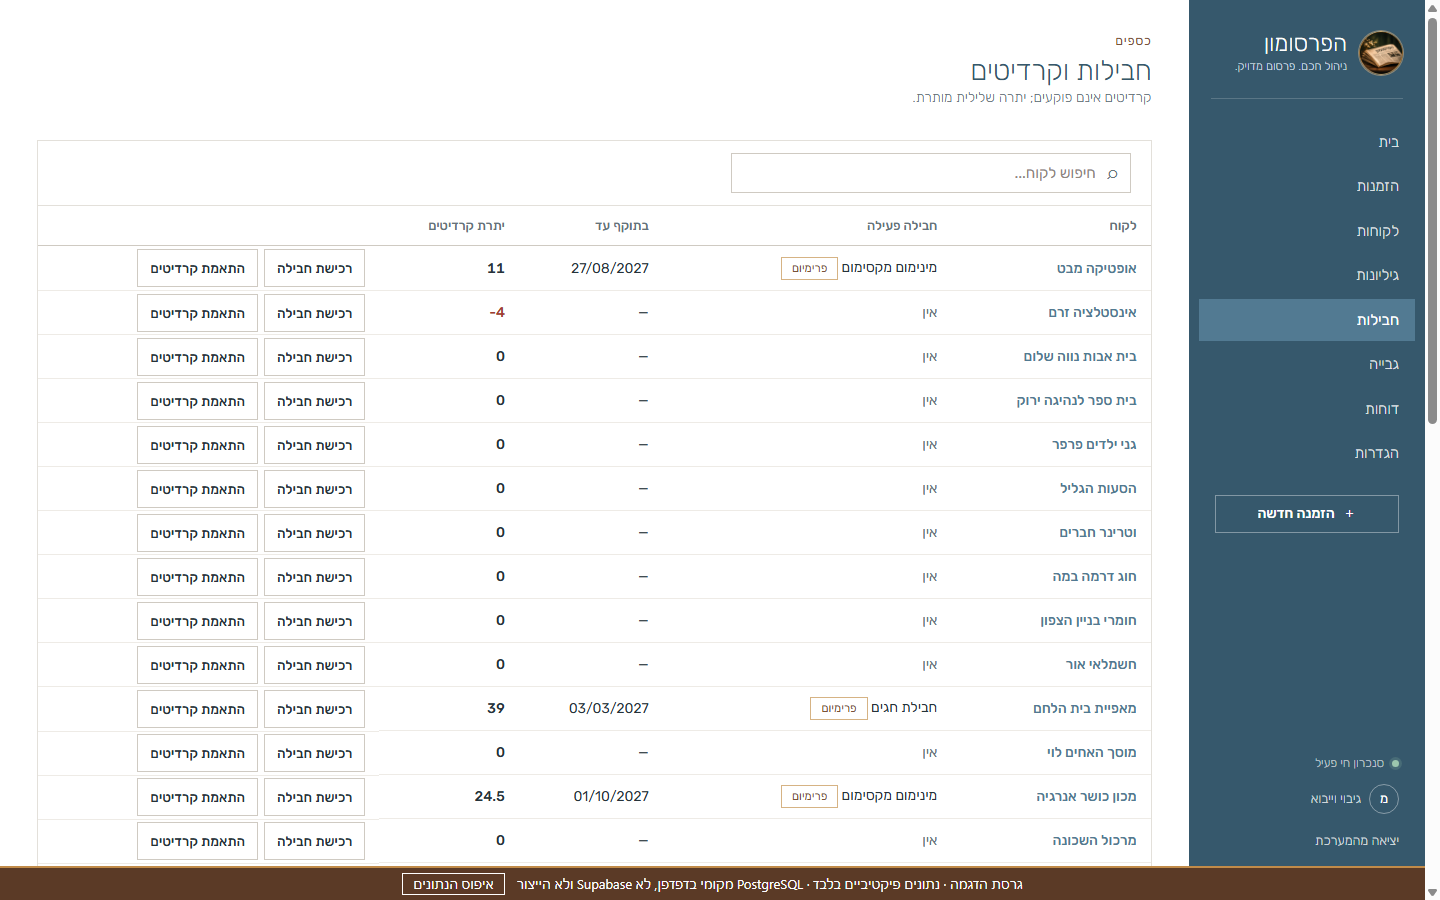 הפרסומון
ניהול חכם. פרסום מדויק.
בית
הזמנות
לקוחות
גיליונות
חבילות
גבייה
דוחות
הגדרות
+ הזמנה חדשה
סנכרון חי פעיל
מ גיבוי וייבוא
יציאה מהמערכת
כספים
חבילות וקרדיטים
קרדיטים אינם פוקעים; יתרה שלילית מותרת.
חיפוש לקוח...
לקוח חבילה פעילה בתוקף עד יתרת קרדיטים
אופטיקה מבט מינימום מקסימום פרימיום 27/08/2027 11 רכישת חבילה התאמת קרדיטים
אינסטלציה זרם אין — -4 רכישת חבילה התאמת קרדיטים
בית אבות נווה שלום אין — 0 רכישת חבילה התאמת קרדיטים
בית ספר לנהיגה ירוק אין — 0 רכישת חבילה התאמת קרדיטים
גני ילדים פרפר אין — 0 רכישת חבילה התאמת קרדיטים
הסעות הגליל אין — 0 רכישת חבילה התאמת קרדיטים
וטרינר חברים אין — 0 רכישת חבילה התאמת קרדיטים
חוג דרמה במה אין — 0 רכישת חבילה התאמת קרדיטים
חומרי בניין הצפון אין — 0 רכישת חבילה התאמת קרדיטים
חשמלאי אור אין — 0 רכישת חבילה התאמת קרדיטים
מאפיית בית הלחם חבילת חגים פרימיום 03/03/2027 39 רכישת חבילה התאמת קרדיטים
מוסך האחים לוי אין — 0 רכישת חבילה התאמת קרדיטים
מכון כושר אנרגיה מינימום מקסימום פרימיום 01/10/2027 24.5 רכישת חבילה התאמת קרדיטים
מרכול השכונה אין — 0 רכישת חבילה התאמת קרדיטים
גרסת הדגמה · נתונים פיקטיביים בלבד · PostgreSQL מקומי בדפדפן, לא Supabase ולא הייצור איפוס הנתונים